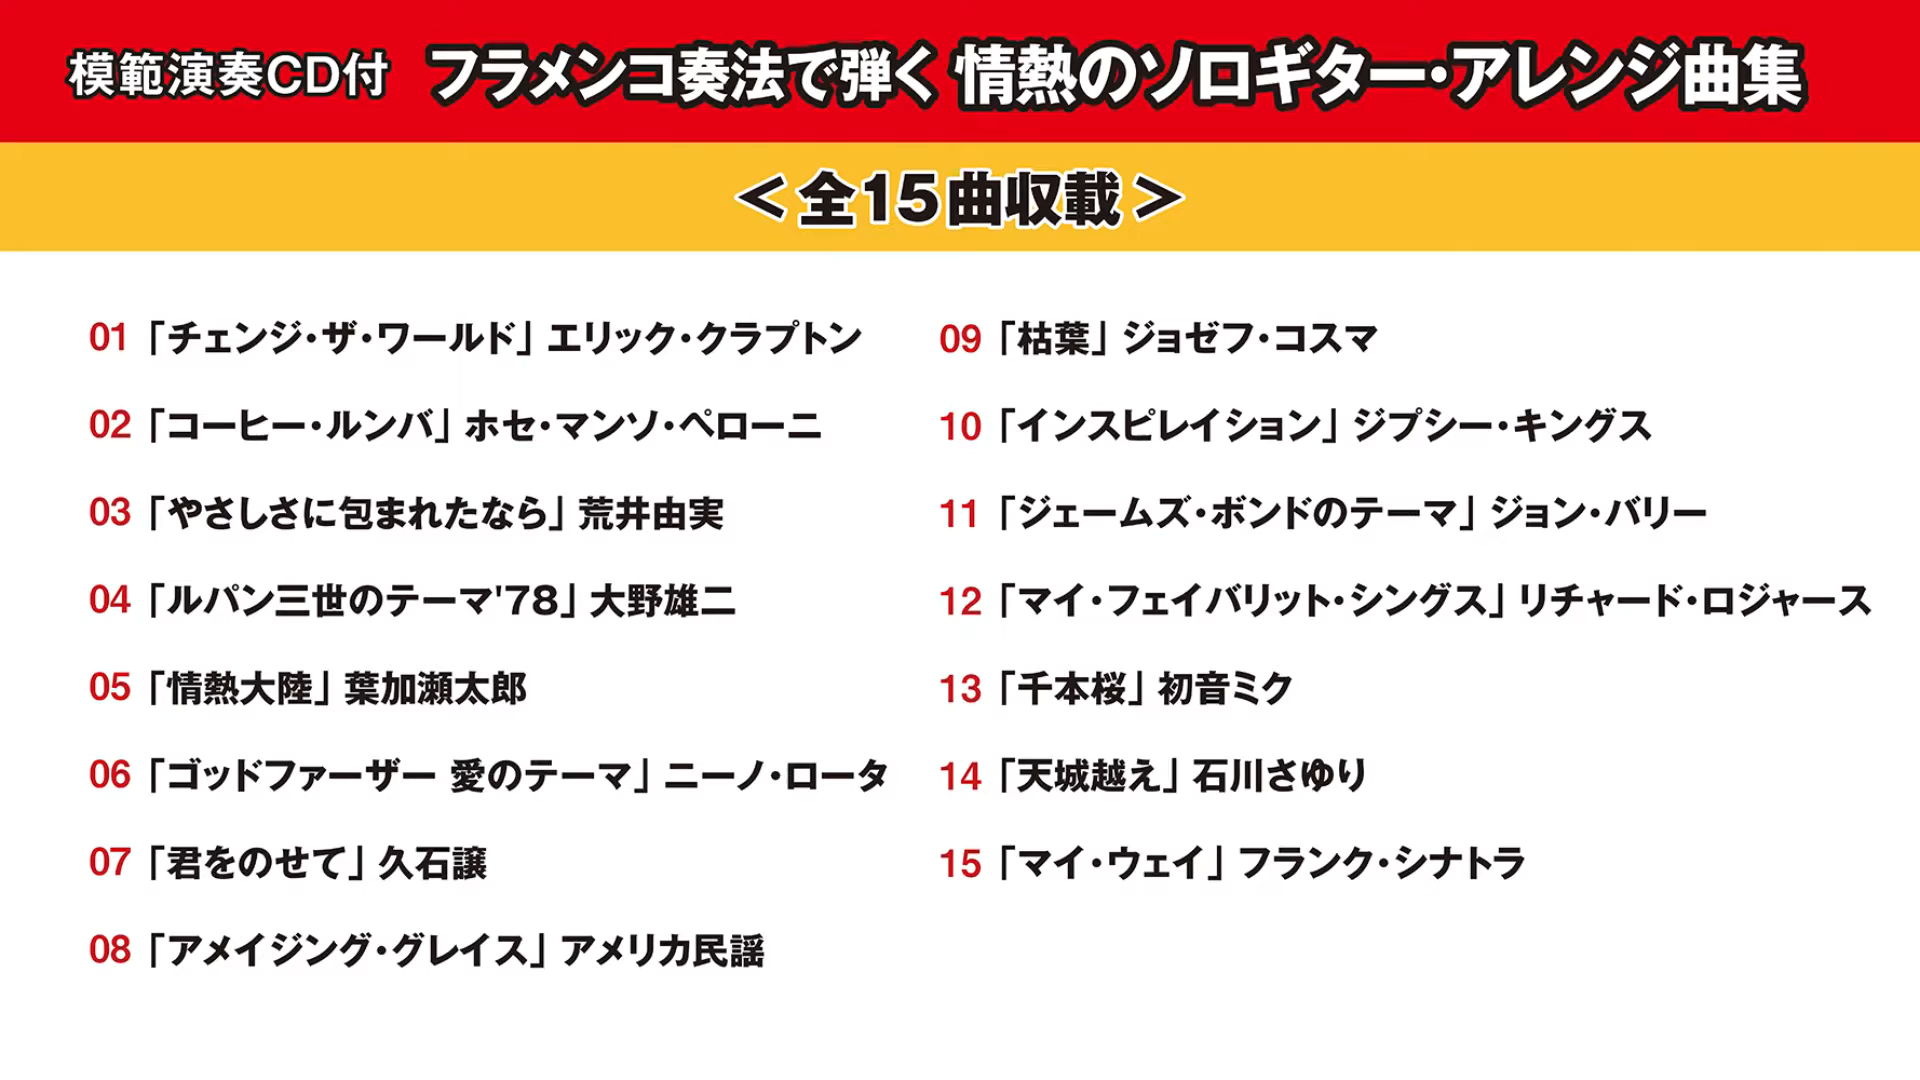 模範演奏CD付 フラメンコ奏法で弾く 情熱のソロギター・アレンジ曲集
＜全15曲収載＞
01「チェンジ・ザ・ワールド」エリック・クラプトン
02「コーヒー・ルンバ」ホセ・マンソ・ペローニ
03「やさしさに包まれたなら」荒井由実
04「ルパン三世のテーマ'78」大野雄二
05「情熱大陸」葉加瀬太郎
06「ゴッドファーザー 愛のテーマ」ニーノ・ロータ
07「君をのせて」久石譲
08「アメイジング・グレイス」アメリカ民謡
09「枯葉」ジョゼフ・コスマ
10「インスピレイション」ジプシー・キングス
11「ジェームズ・ボンドのテーマ」ジョン・バリー
12「マイ・フェイバリット・シングス」リチャード・ロジャース
13「千本桜」初音ミク
14「天城越え」石川さゆり
15「マイ・ウェイ」フランク・シナトラ